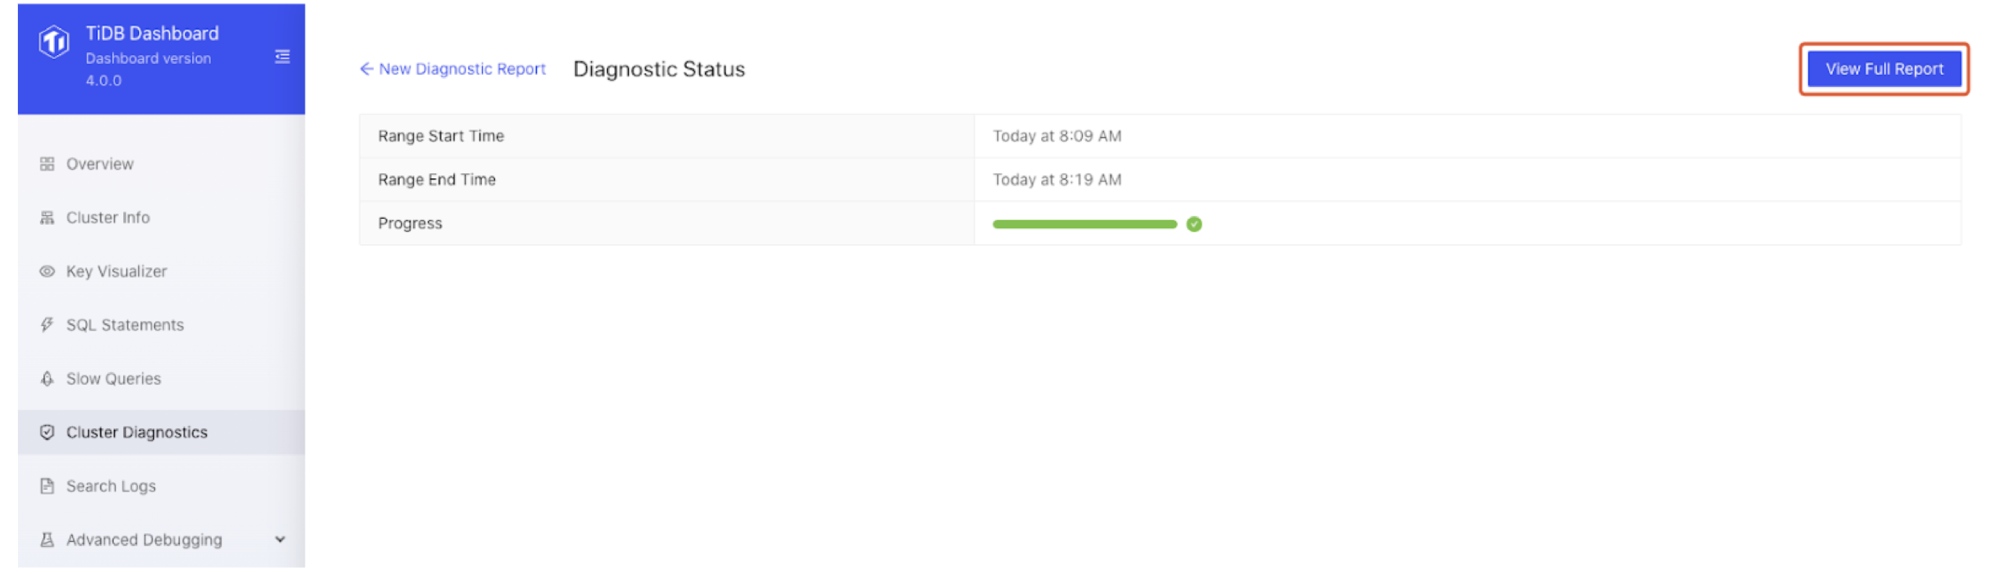 TiDB Dashboard
Dashboard version
4.0.0
Overview
Cluster Info
Key Visualizer
SQL Statements
Slow Queries
Cluster Diagnostics
Search Logs
Advanced Debugging
New Diagnostic Report Diagnostic Status
View Full Report
Range Start Time Today at 8:09 AM
Range End Time Today at 8:19 AM
Progress